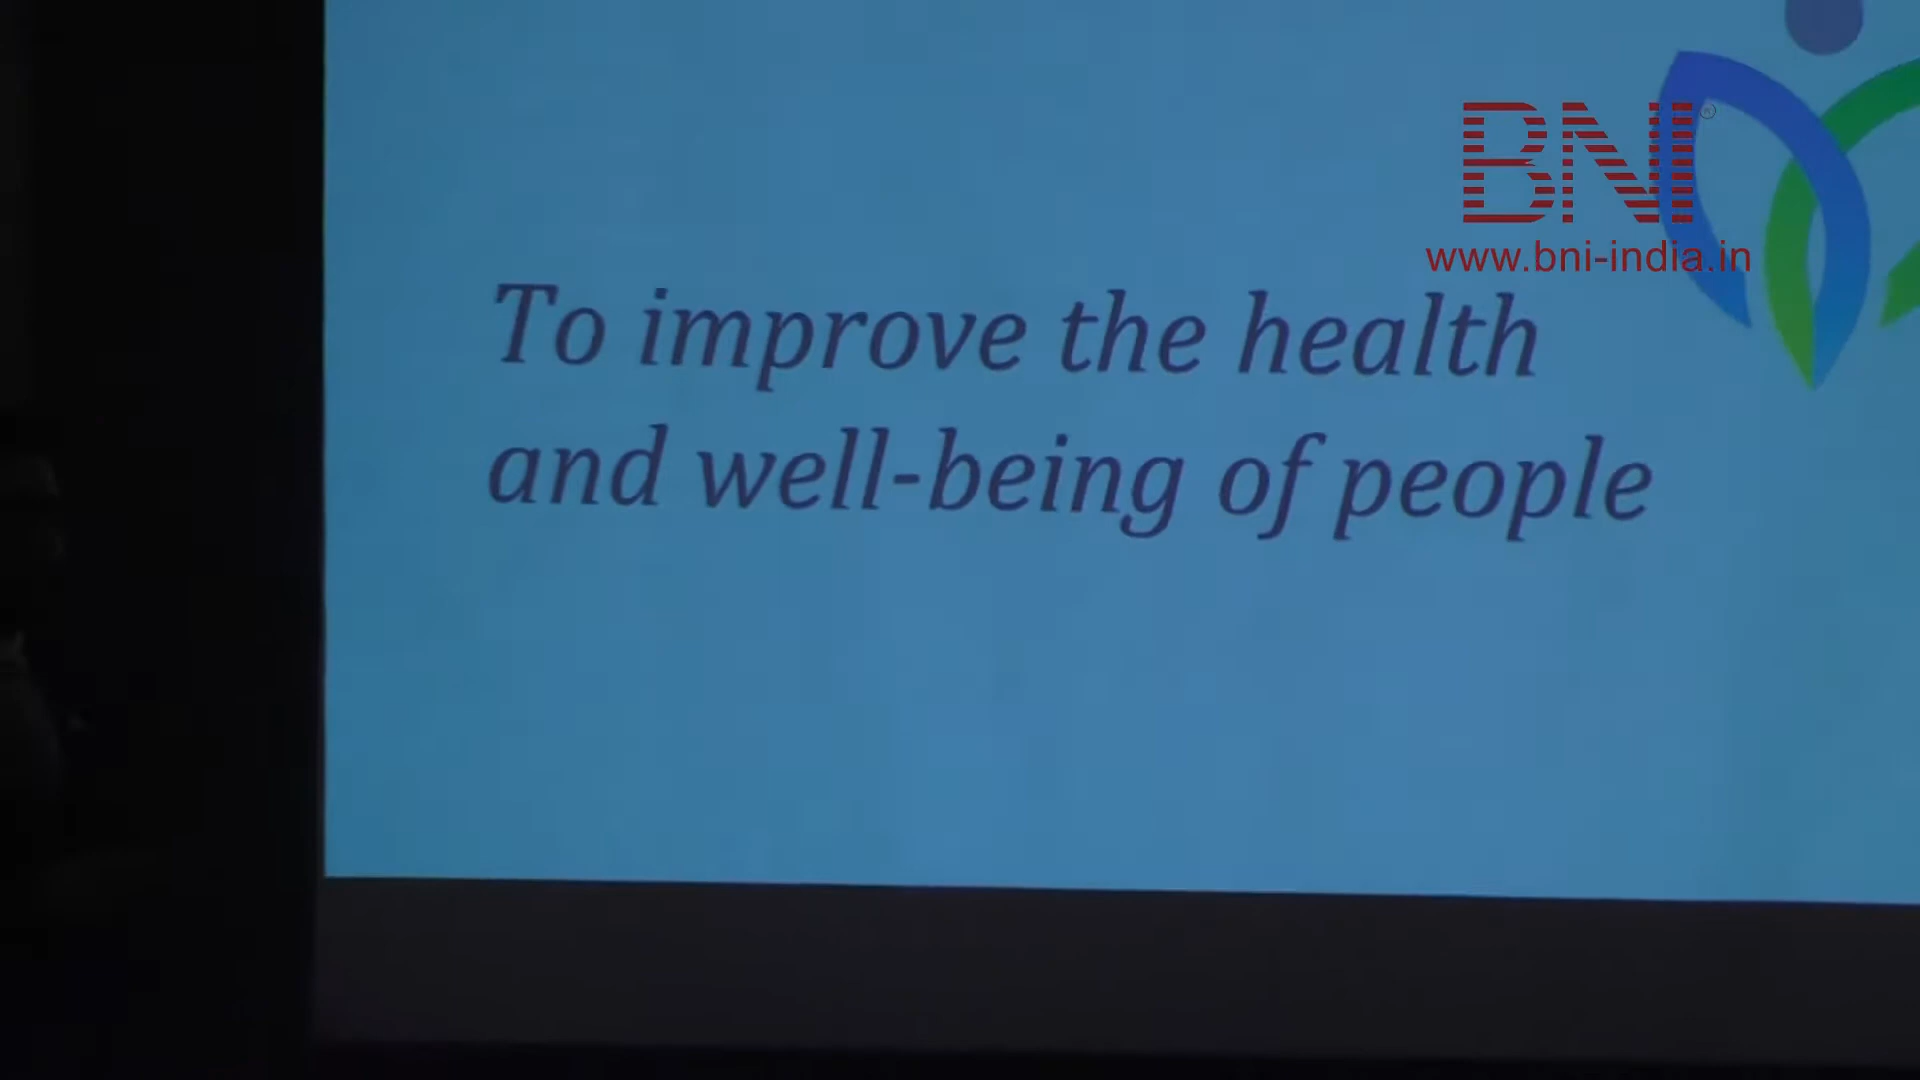 BNI®
www.bni-india.in
To improve the health
and well-being of people